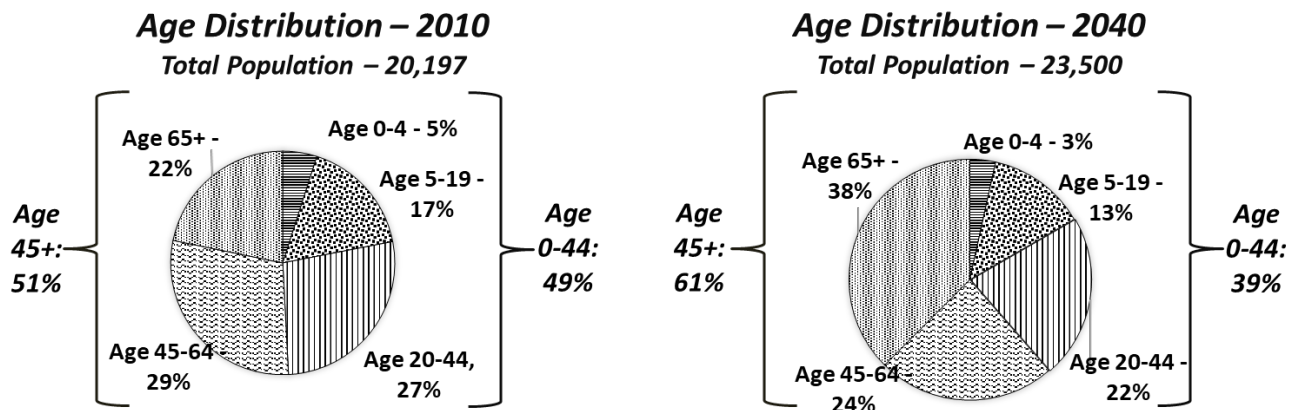 Age Distribution – 2010
Total Population – 20,197
Age 65+ -
22%
Age 0-4 - 5%
Age 5-19 -
17%
Age
45+:
51%
Age
0-44:
49%
Age 45-64 -
29%
Age 20-44,
27%
Age Distribution – 2040
Total Population – 23,500
Age 65+ -
38%
Age 0-4 - 3%
Age 5-19 -
13%
Age
45+:
61%
Age
0-44:
39%
Age 45-64 -
24%
Age 20-44 -
22%